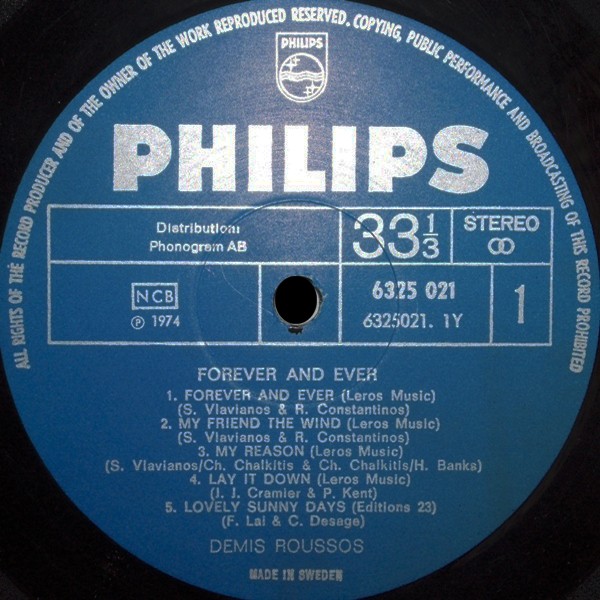 ALL RIGHTS OF THE RECORD PRODUCER AND OF THE OWNER OF THE WORK REPRODUCED RESERVED. COPYING, PUBLIC PERFORMANCE AND BROADCASTING OF THIS RECORD PROHIBITED
PHILIPS
PHILIPS
Distribution:
Phonogram AB
33 1/3
STEREO
NCB
℗ 1974
6325 021
6325021. 1Y
1
FOREVER AND EVER
1. FOREVER AND EVER (Leros Music)
(S. Vlavianos & R. Constantinos)
2. MY FRIEND THE WIND (Leros Music)
(S. Vlavianos & R. Constantinos)
3. MY REASON (Leros Music)
(S. Vlavianos/Ch. Chalkitis & Ch. Chalkitis/H. Banks)
4. LAY IT DOWN (Leros Music)
(J. J. Cramier & P. Kent)
5. LOVELY SUNNY DAYS (Editions 23)
(F. Lai & C. Desage)
DEMIS ROUSSOS
MADE IN SWEDEN